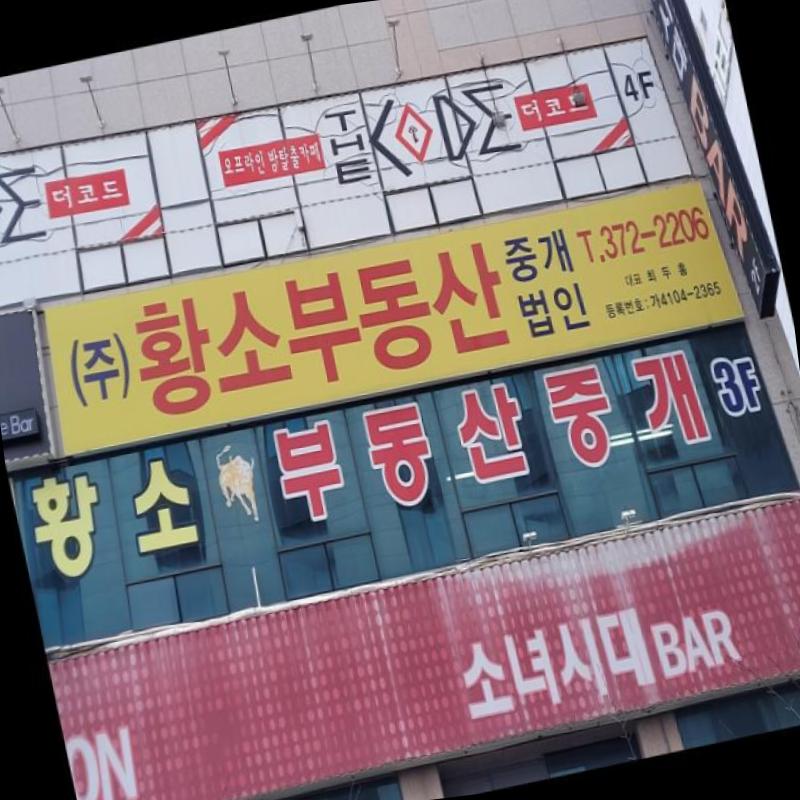 더코드
오프라인 방탈출카페
THE CODE 더코드 4F
BAR
(주)황소부동산 중개법인 T.372-2206
대표 최 두 홍
등록번호:가4104-2365
e Bar
황소 부동산중개 3F
소녀시대 BAR
ON